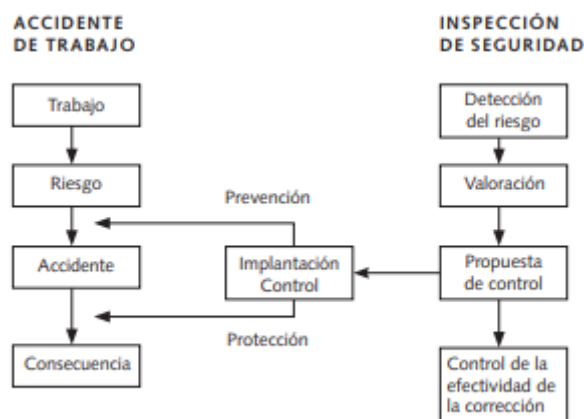 ACCIDENTE
DE TRABAJO
INSPECCIÓN
DE SEGURIDAD
Trabajo
Detección
del riesgo
Riesgo
Prevención
Valoración
Accidente
Implantación
Control
Propuesta
de control
Protección
Consecuencia
Control de la
efectividad de
la corrección